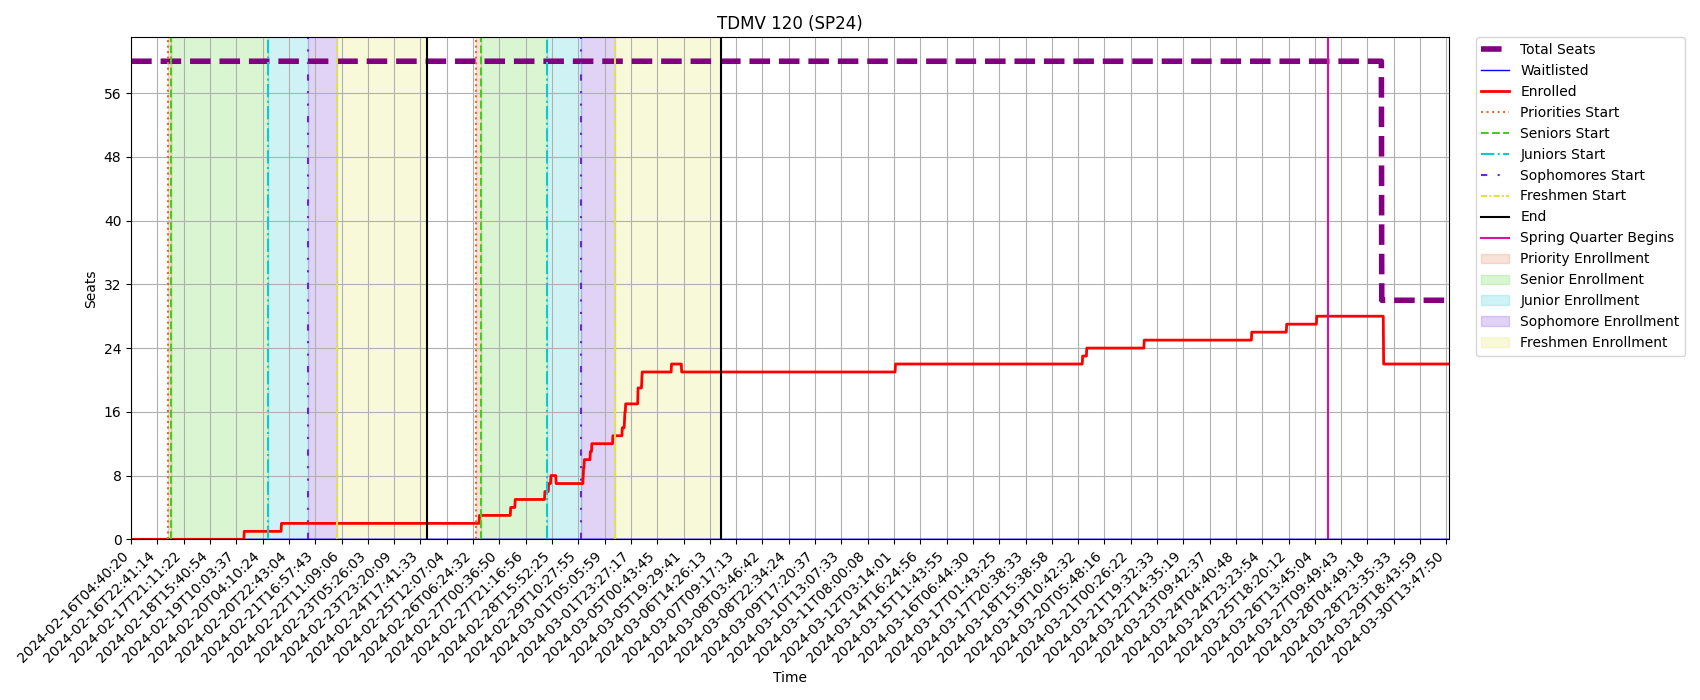 TDMV 120 (SP24)
Total Seats
Waitlisted
Enrolled
Priorities Start
Seniors Start
Juniors Start
Sophomores Start
Freshmen Start
End
Spring Quarter Begins
Priority Enrollment
Senior Enrollment
Junior Enrollment
Sophomore Enrollment
Freshmen Enrollment
Seats
56
48
40
32
24
16
8
0
2024-02-16T04:40:20
2024-02-16T22:41:14
2024-02-17T21:11:22
2024-02-18T15:40:54
2024-02-19T10:03:37
2024-02-20T04:10:24
2024-02-20T22:43:04
2024-02-21T16:57:43
2024-02-22T11:09:06
2024-02-23T05:26:03
2024-02-23T23:20:09
2024-02-24T17:41:33
2024-02-25T12:07:04
2024-02-26T06:24:32
2024-02-27T00:36:50
2024-02-27T21:16:56
2024-02-28T15:52:25
2024-02-29T10:27:55
2024-03-01T05:05:59
2024-03-01T23:27:17
2024-03-05T00:43:45
2024-03-05T19:29:41
2024-03-06T14:26:13
2024-03-07T09:17:13
2024-03-08T03:46:42
2024-03-08T22:34:24
2024-03-09T17:20:37
2024-03-10T13:07:33
2024-03-11T08:00:08
2024-03-12T03:14:01
2024-03-14T16:24:56
2024-03-15T11:43:55
2024-03-16T06:44:30
2024-03-17T01:43:25
2024-03-17T20:38:33
2024-03-18T15:38:58
2024-03-19T10:42:32
2024-03-20T05:48:16
2024-03-21T00:26:22
2024-03-21T19:32:33
2024-03-22T14:35:19
2024-03-23T09:42:37
2024-03-24T04:40:48
2024-03-24T23:23:54
2024-03-25T18:20:12
2024-03-26T13:45:04
2024-03-27T09:49:43
2024-03-28T04:49:18
2024-03-28T23:35:33
2024-03-29T18:43:59
2024-03-30T13:47:50
Time